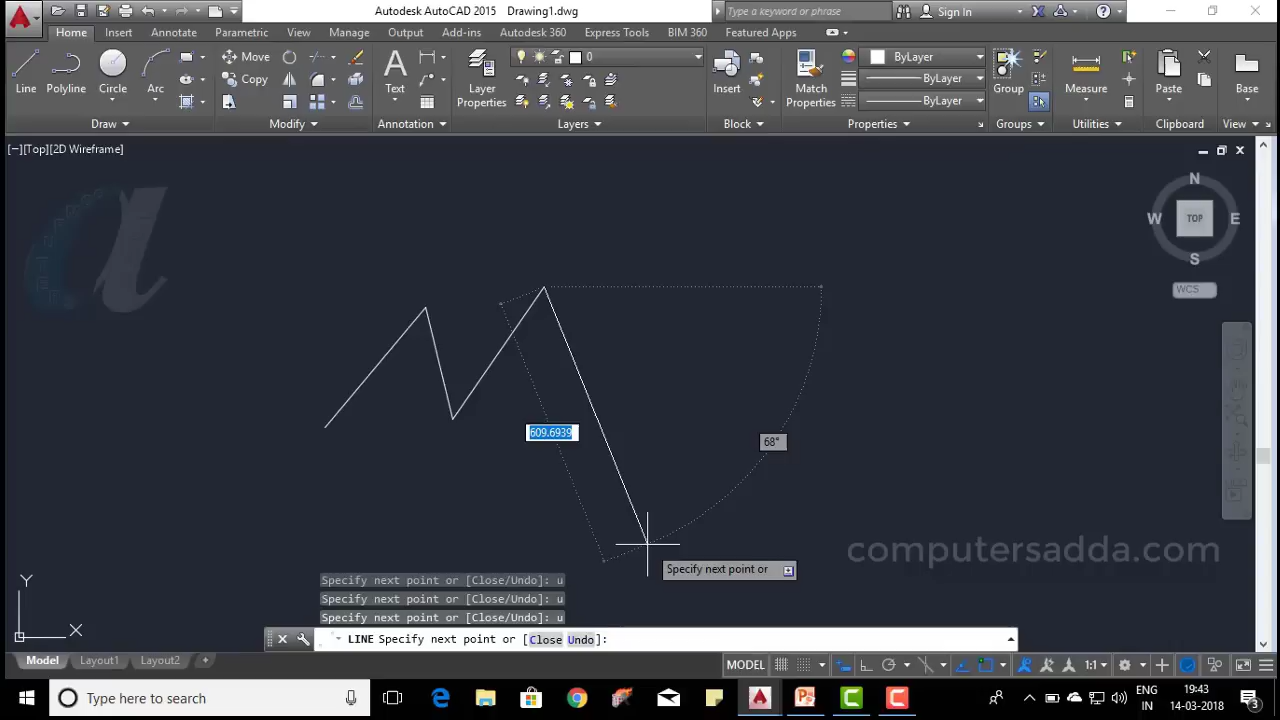 Autodesk AutoCAD 2015 Drawing1.dwg
Type a keyword or phrase
Sign In
Home Insert Annotate Parametric View Manage Output Add-ins Autodesk 360 Express Tools BIM 360 Featured Apps
Line Polyline Circle Arc
Move
Copy
Text
Layer
Properties
0
Insert
Match
Properties
ByLayer
ByLayer
ByLayer
Group
Measure
Paste
Base
Draw Modify Annotation Layers Block Properties Groups Utilities Clipboard View
[−][Top][2D Wireframe]
N
W TOP E
S
WCS
609.6939
68°
computersadda.com
Specify next point or
Y
X
Specify next point or [Close/Undo]: u
Specify next point or [Close/Undo]: u
Specify next point or [Close/Undo]: u
LINE Specify next point or [Close Undo]:
Model Layout1 Layout2 +
MODEL 1:1
Type here to search
ENG
IN
19:43
14-03-2018
3